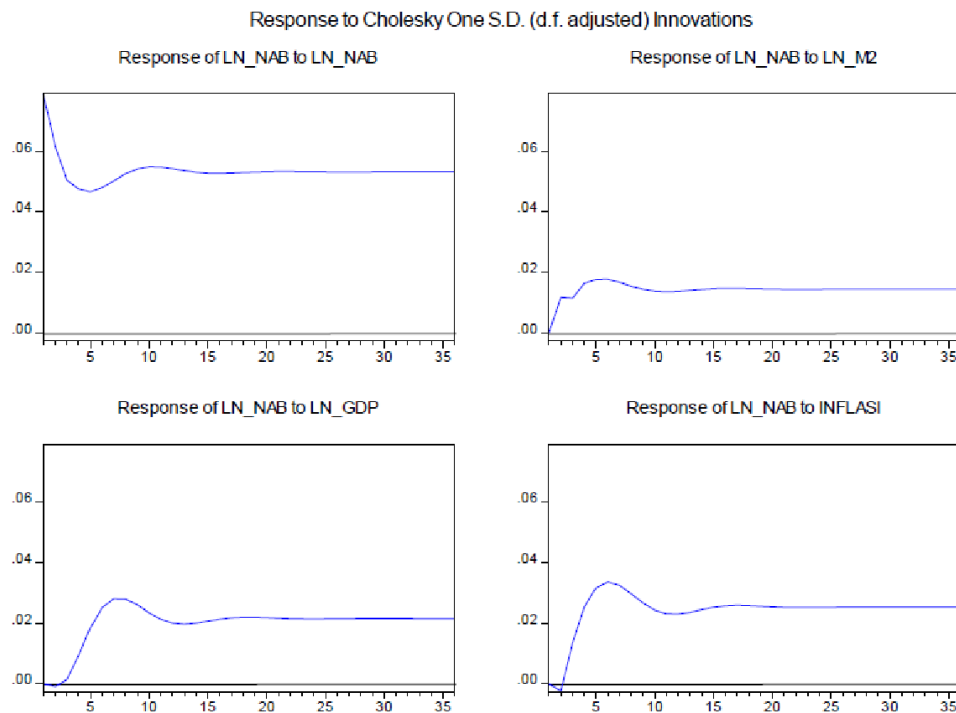 Response to Cholesky One S.D. (d.f. adjusted) Innovations
Response of LN_NAB to LN_NAB
.06
.04
.02
.00
5 10 15 20 25 30 35
Response of LN_NAB to LN_M2
.06
.04
.02
.00
5 10 15 20 25 30 35
Response of LN_NAB to LN_GDP
.06
.04
.02
.00
5 10 15 20 25 30 35
Response of LN_NAB to INFLASI
.06
.04
.02
.00
5 10 15 20 25 30 35